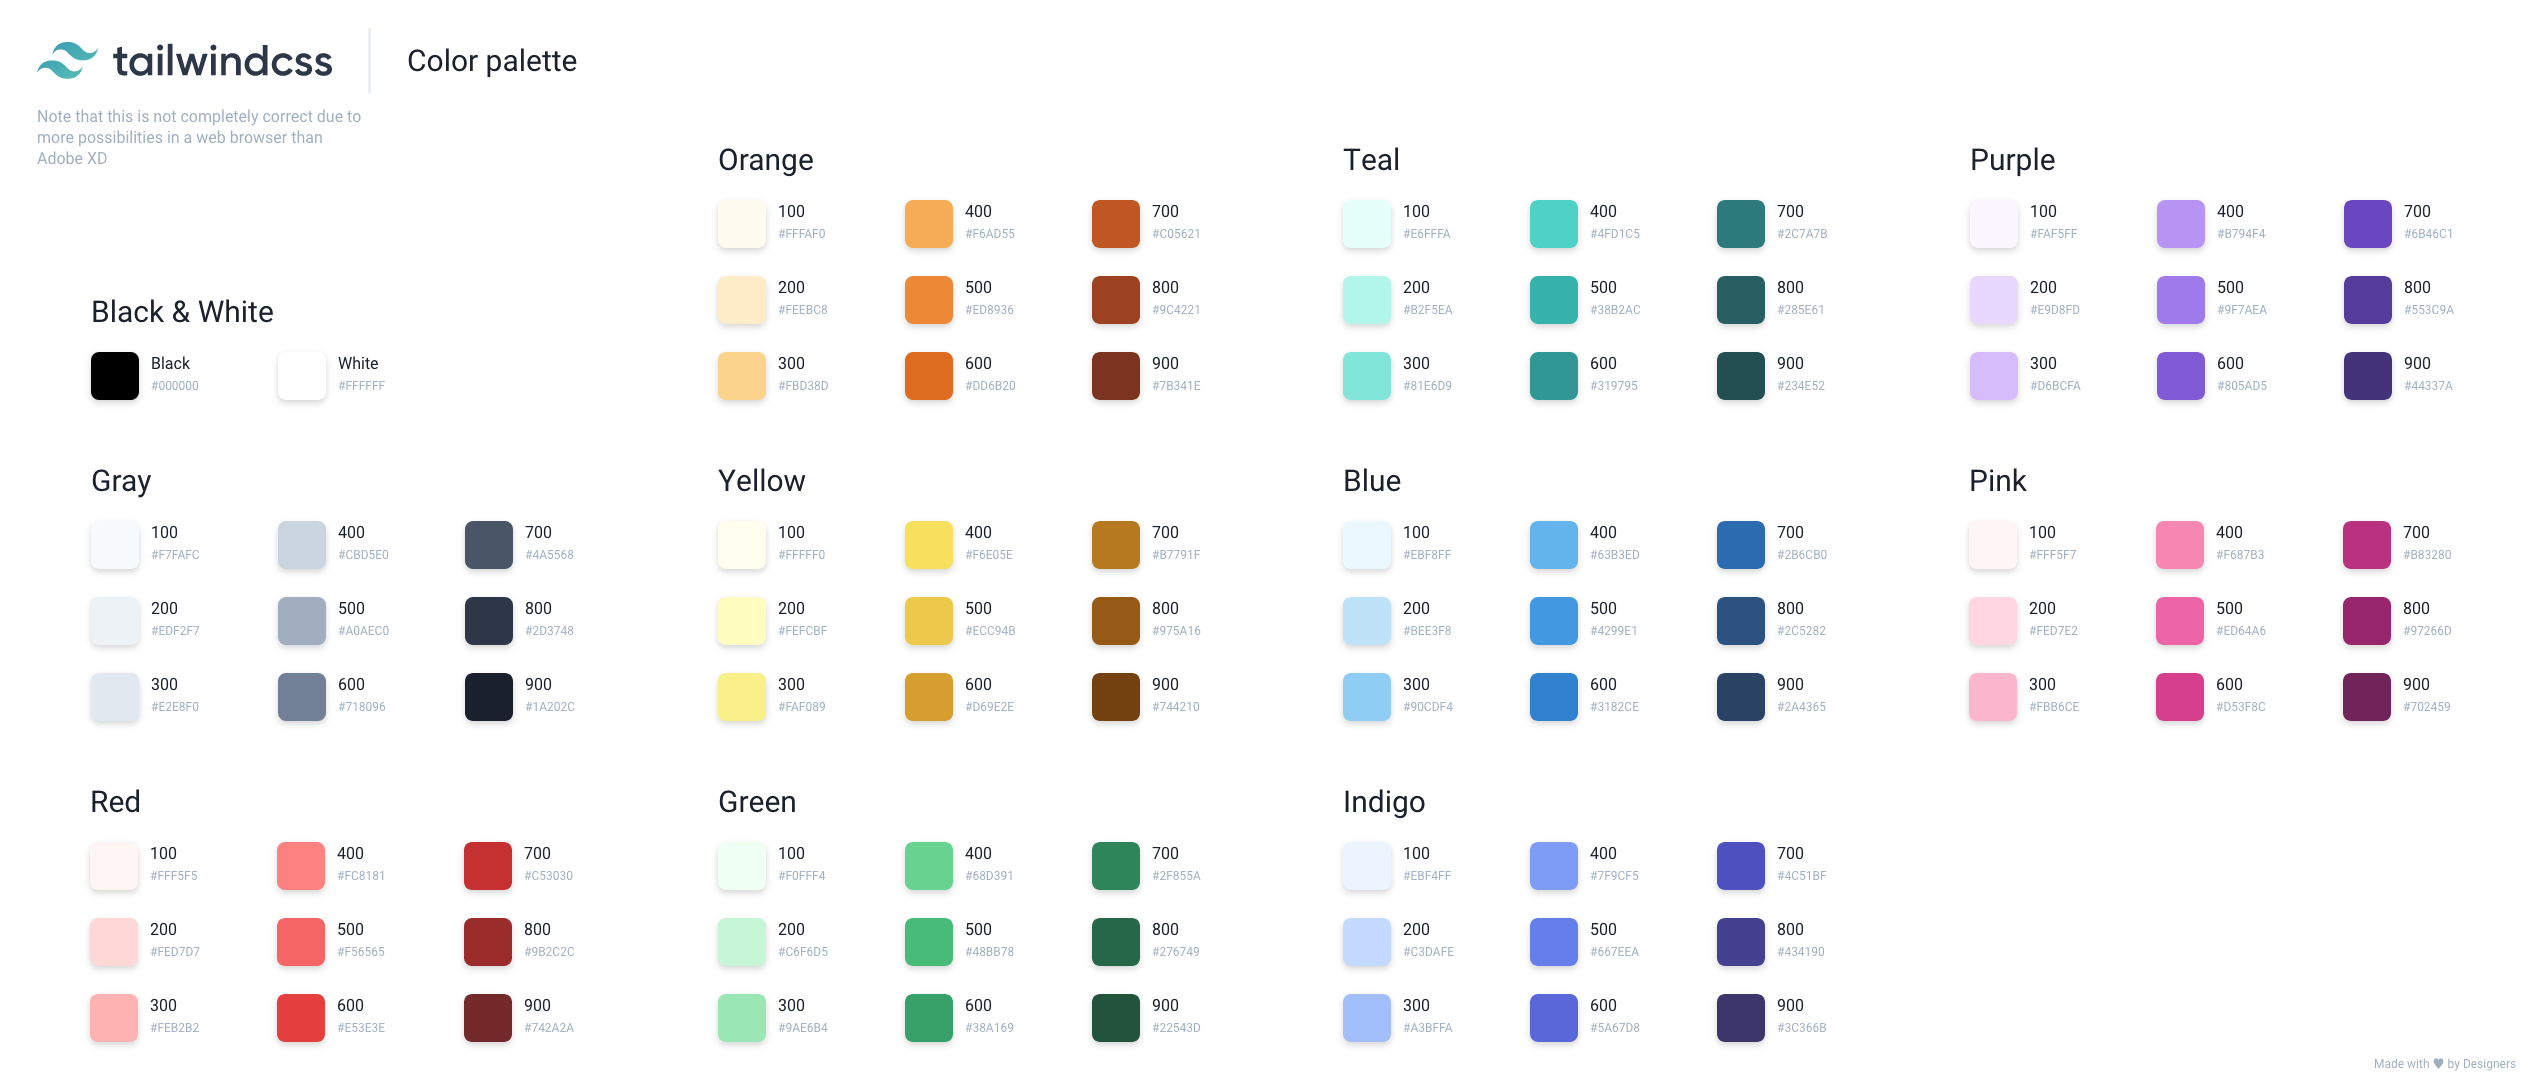 tailwindcss
Color palette
Note that this is not completely correct due to
more possibilities in a web browser than
Adobe XD
Black & White
Black
#000000
White
#FFFFFF
Gray
100
#F7FAFC
400
#CBD5E0
700
#4A5568
200
#EDF2F7
500
#A0AEC0
800
#2D3748
300
#E2E8F0
600
#718096
900
#1A202C
Red
100
#FFF5F5
400
#FC8181
700
#C53030
200
#FED7D7
500
#F56565
800
#9B2C2C
300
#FEB2B2
600
#E53E3E
900
#742A2A
Orange
100
#FFFAF0
400
#F6AD55
700
#C05621
200
#FEEBC8
500
#ED8936
800
#9C4221
300
#FBD38D
600
#DD6B20
900
#7B341E
Yellow
100
#FFFFF0
400
#F6E05E
700
#B7791F
200
#FEFCBF
500
#ECC94B
800
#975A16
300
#FAF089
600
#D69E2E
900
#744210
Green
100
#F0FFF4
400
#68D391
700
#2F855A
200
#C6F6D5
500
#48BB78
800
#276749
300
#9AE6B4
600
#38A169
900
#22543D
Teal
100
#E6FFFA
400
#4FD1C5
700
#2C7A7B
200
#B2F5EA
500
#38B2AC
800
#285E61
300
#81E6D9
600
#319795
900
#234E52
Blue
100
#EBF8FF
400
#63B3ED
700
#2B6CB0
200
#BEE3F8
500
#4299E1
800
#2C5282
300
#90CDF4
600
#3182CE
900
#2A4365
Indigo
100
#EBF4FF
400
#7F9CF5
700
#4C51BF
200
#C3DAFE
500
#667EEA
800
#434190
300
#A3BFFA
600
#5A67D8
900
#3C366B
Purple
100
#FAF5FF
400
#B794F4
700
#6B46C1
200
#E9D8FD
500
#9F7AEA
800
#553C9A
300
#D6BCFA
600
#805AD5
900
#44337A
Pink
100
#FFF5F7
400
#F687B3
700
#B83280
200
#FED7E2
500
#ED64A6
800
#97266D
300
#FBB6CE
600
#D53F8C
900
#702459
Made with ♥ by Designers